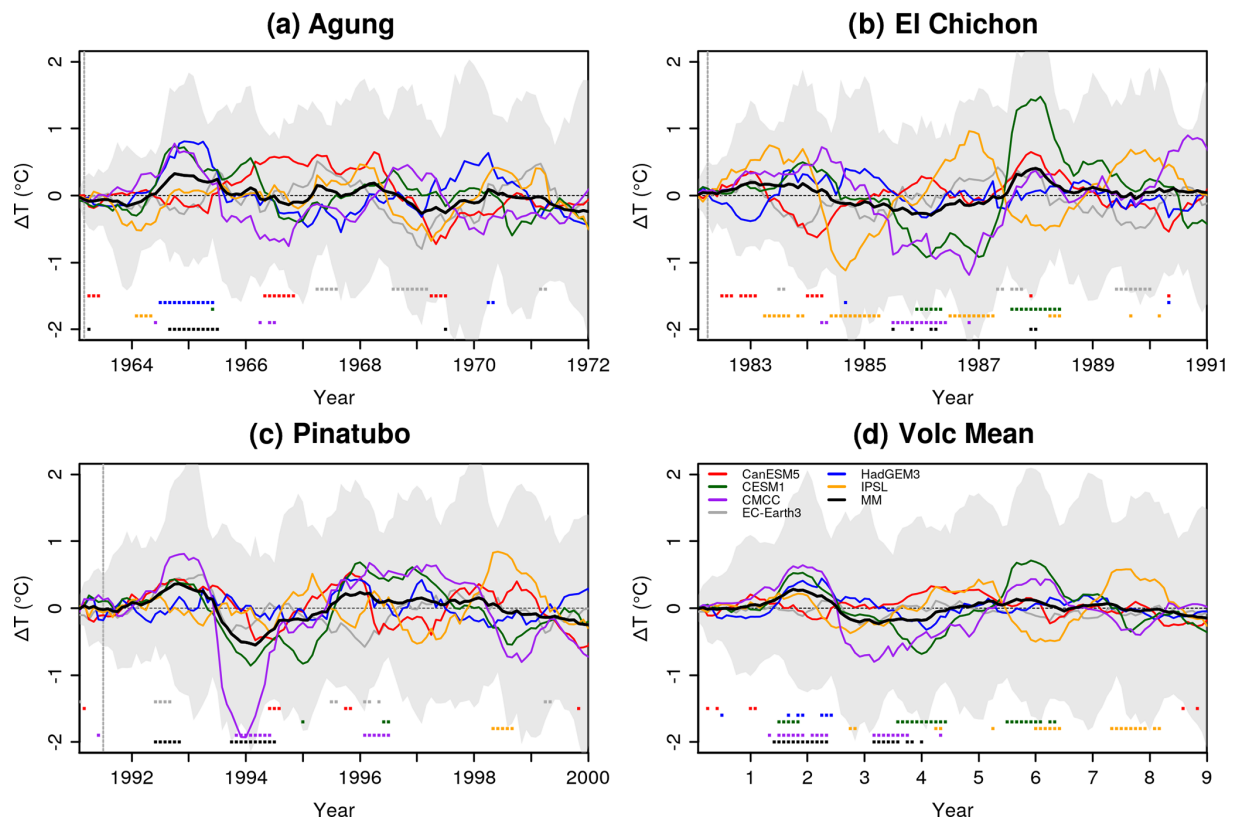 (a) Agung
ΔT (°C)
2
1
0
-1
-2
1964 1966 1968 1970 1972
Year
(b) El Chichon
ΔT (°C)
2
1
0
-1
-2
1983 1985 1987 1989 1991
Year
(c) Pinatubo
ΔT (°C)
2
1
0
-1
-2
1992 1994 1996 1998 2000
Year
(d) Volc Mean
ΔT (°C)
2
1
0
-1
-2
CanESM5 HadGEM3
CESM1 IPSL
CMCC MM
EC-Earth3
1 2 3 4 5 6 7 8 9
Year